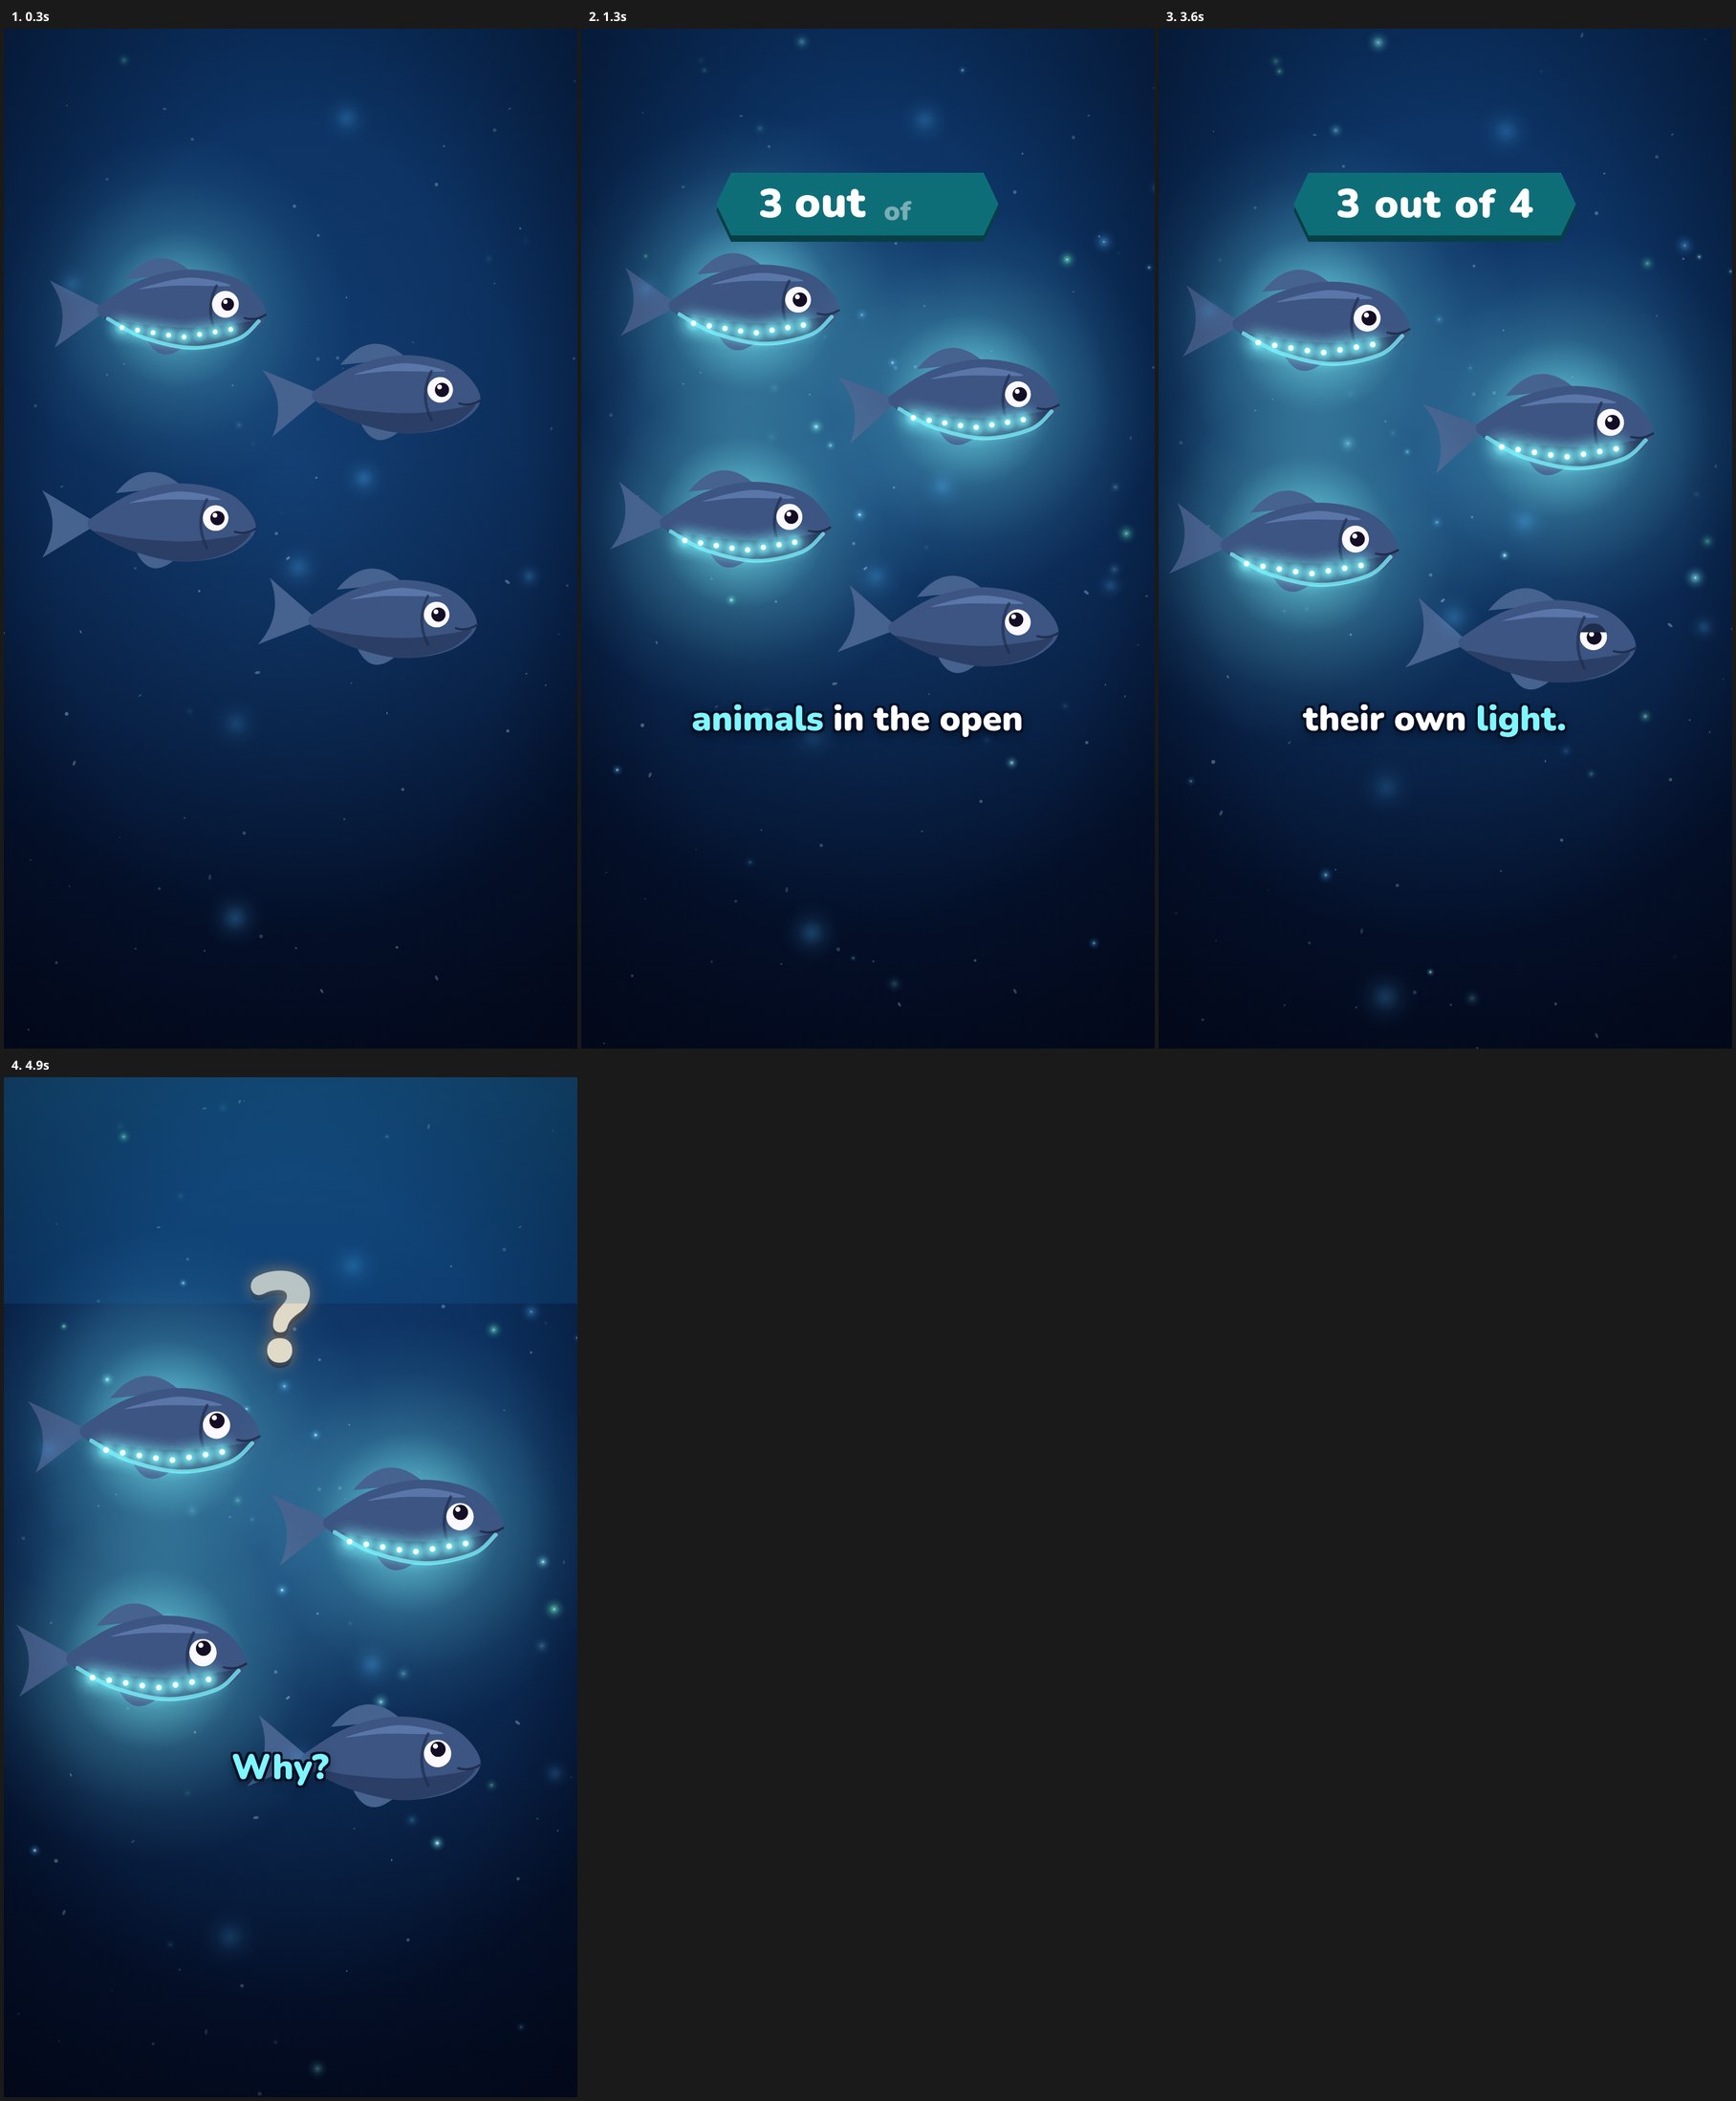 1. 0.3s
2. 1.3s
3. 3.6s
3 out of
3 out of 4
animals in the open
their own light.
4. 4.9s
?
Why?